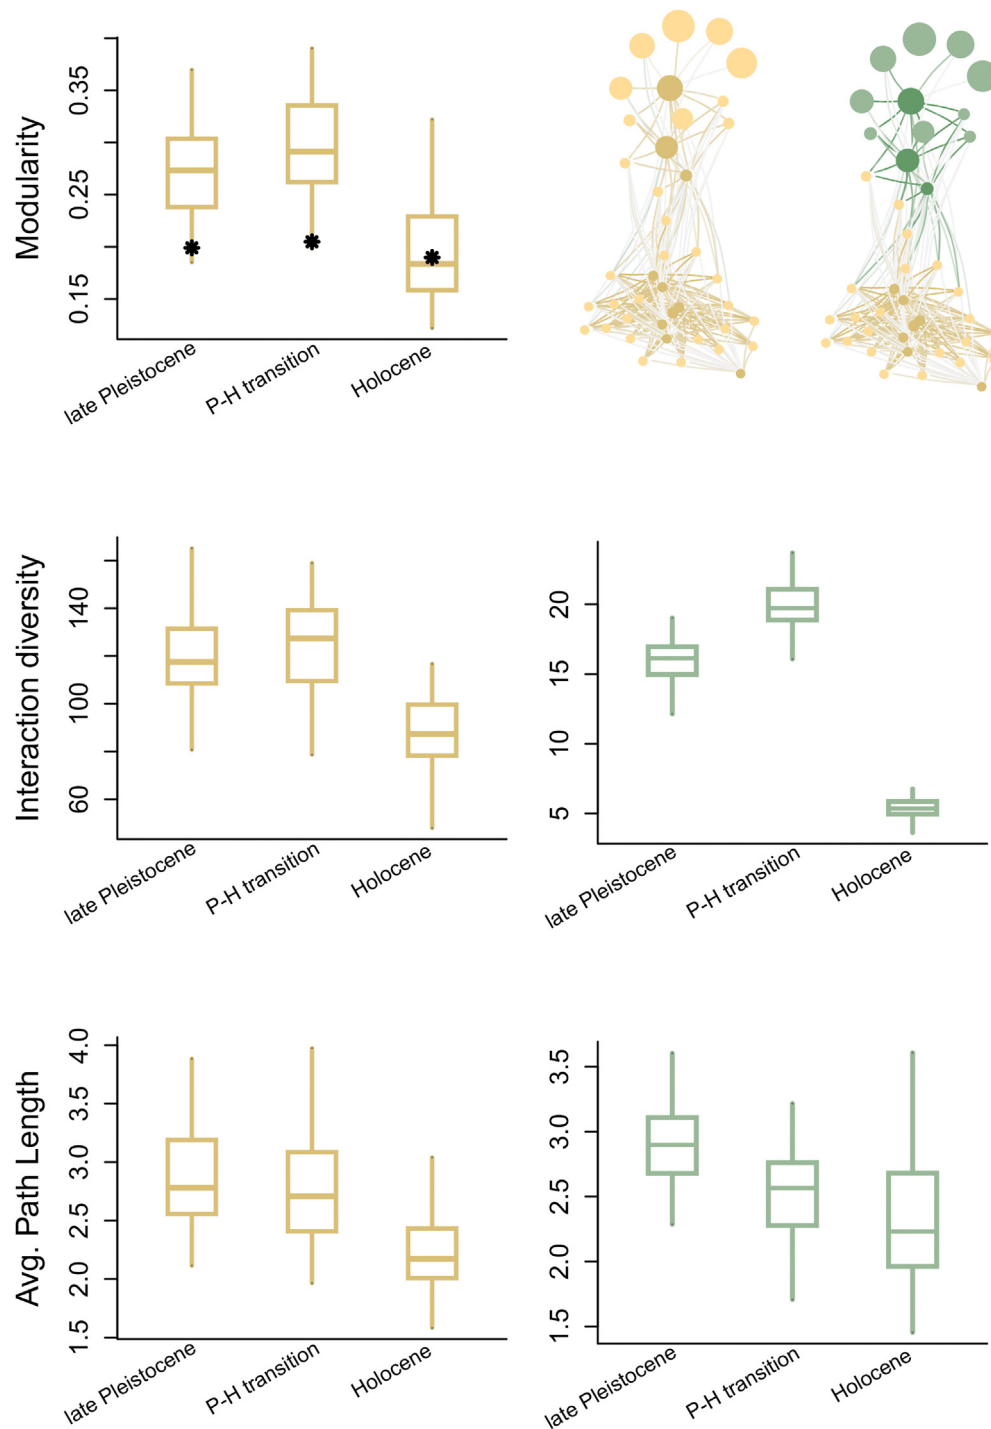 Modularity
0.35
0.25
0.15
late Pleistocene
P-H transition
Holocene
Interaction diversity
140
100
60
late Pleistocene
P-H transition
Holocene
20
15
10
5
late Pleistocene
P-H transition
Holocene
Avg. Path Length
4.0
3.5
3.0
2.5
2.0
1.5
late Pleistocene
P-H transition
Holocene
3.5
3.0
2.5
2.0
1.5
late Pleistocene
P-H transition
Holocene